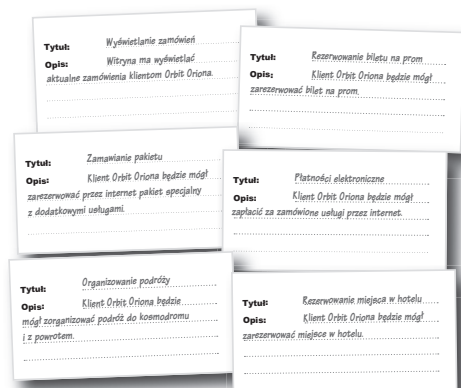 Tytuł: Wyświetlanie zamówień
Opis: Witryna ma wyświetlać
aktualne zamówienia klientom Orbit Oriona.
Tytuł: Rezerwowanie biletu na prom
Opis: Klient Orbit Oriona będzie mógł
zarezerwować bilet na prom.
Tytuł: Zamawianie pakietu
Opis: Klient Orbit Oriona będzie mógł
zarezerwować przez internet pakiet specjalny
z dodatkowymi usługami.
Tytuł: Płatności elektroniczne
Opis: Klient Orbit Oriona będzie mógł
zapłacić za zamówione usługi przez internet.
Tytuł: Organizowanie podróży
Opis: Klient Orbit Oriona będzie
mógł zorganizować podróż do kosmodromu
i z powrotem.
Tytuł: Rezerwowanie miejsca w hotelu
Opis: Klient Orbit Oriona będzie mógł
zarezerwować miejsce w hotelu.